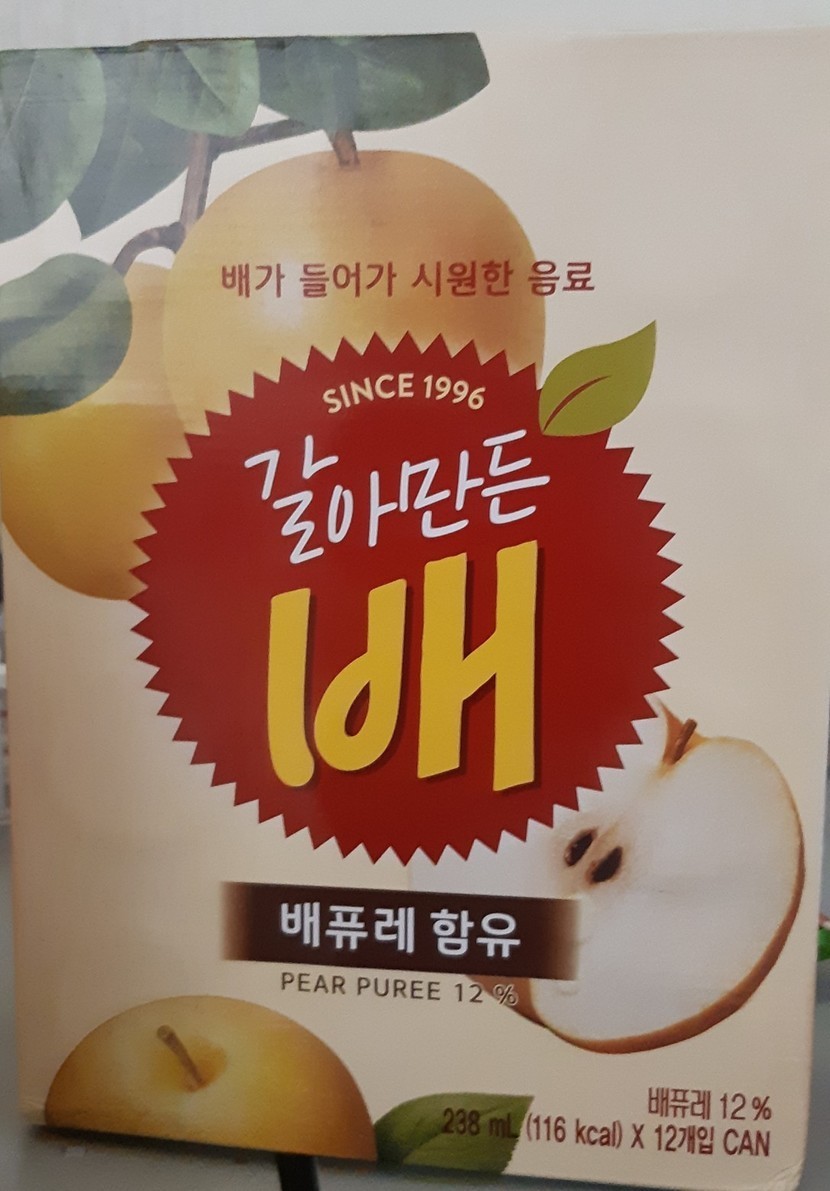 배가 들어가 시원한 음료
SINCE 1996
갈아만든
배
배퓨레 함유
PEAR PUREE 12 %
배퓨레 12 %
238 mL (116 kcal) X 12개입 CAN